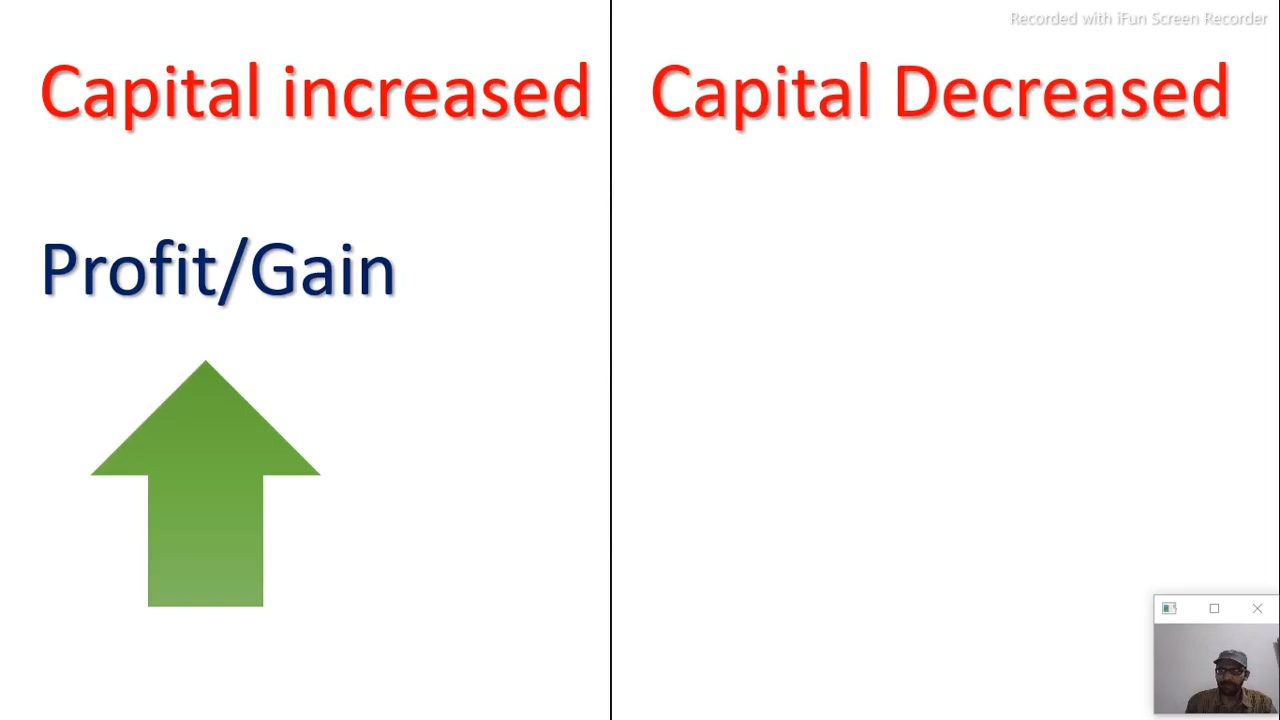 Recorded with iFun Screen Recorder
Capital increased
Capital Decreased
Profit/Gain